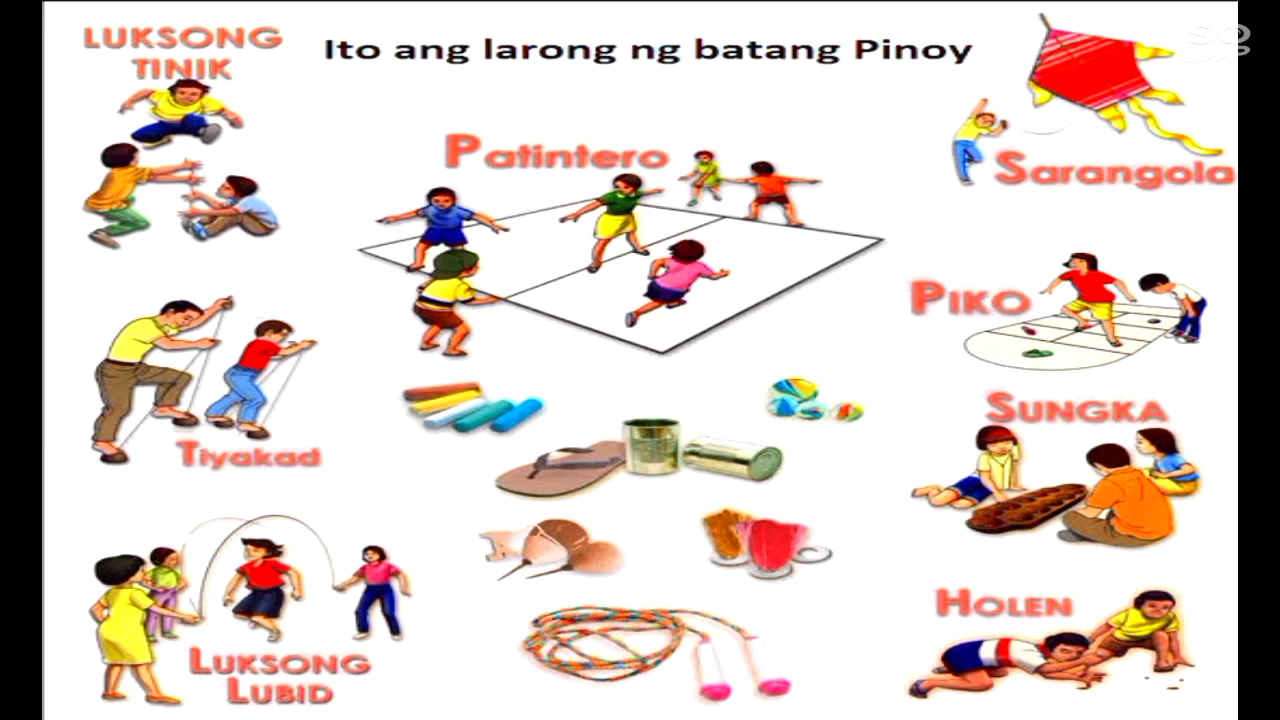 LUKSONG
TINIK
Ito ang larong ng batang Pinoy
Patintero
Sarangola
PIKO
Tiyakad
SUNGKA
LUKSONG
LUBID
HOLEN